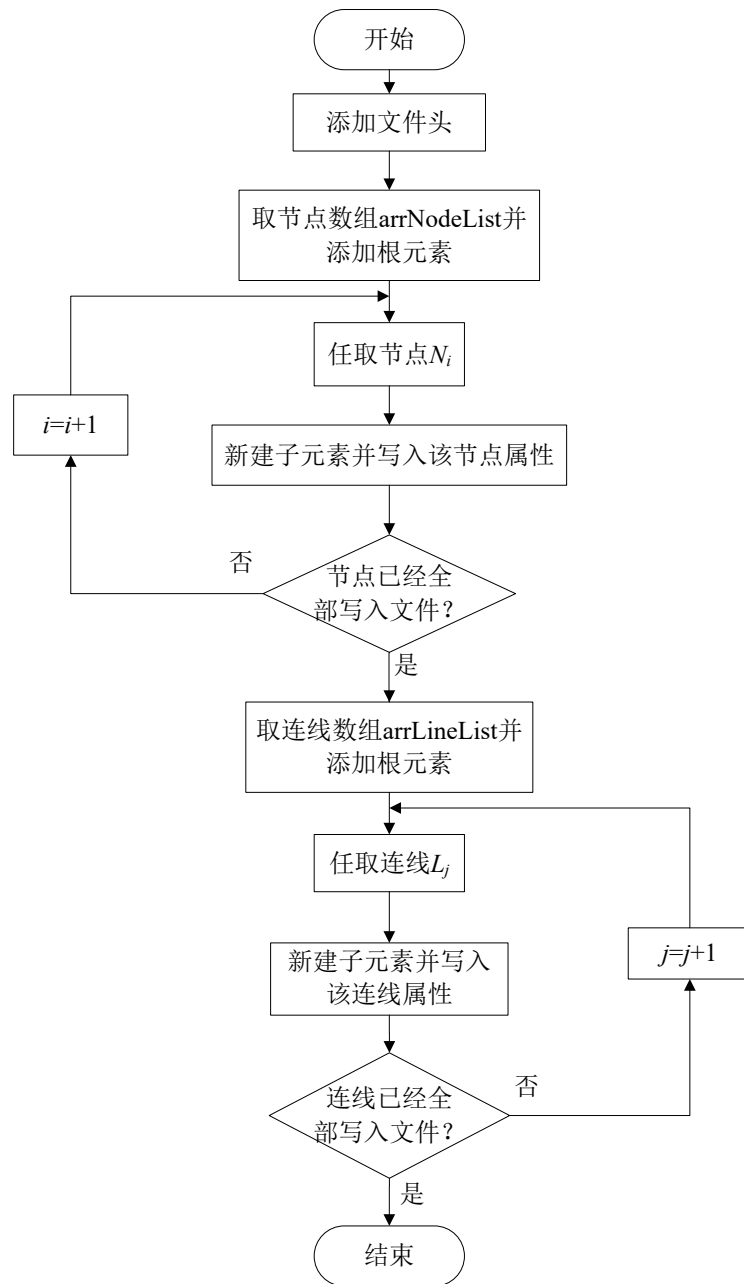 开始
添加文件头
取节点数组arrNodeList并
添加根元素
任取节点Ni
i=i+1
新建子元素并写入该节点属性
否
节点已经全
部写入文件？
是
取连线数组arrLineList并
添加根元素
任取连线Lj
新建子元素并写入
该连线属性
j=j+1
连线已经全
部写入文件？
否
是
结束